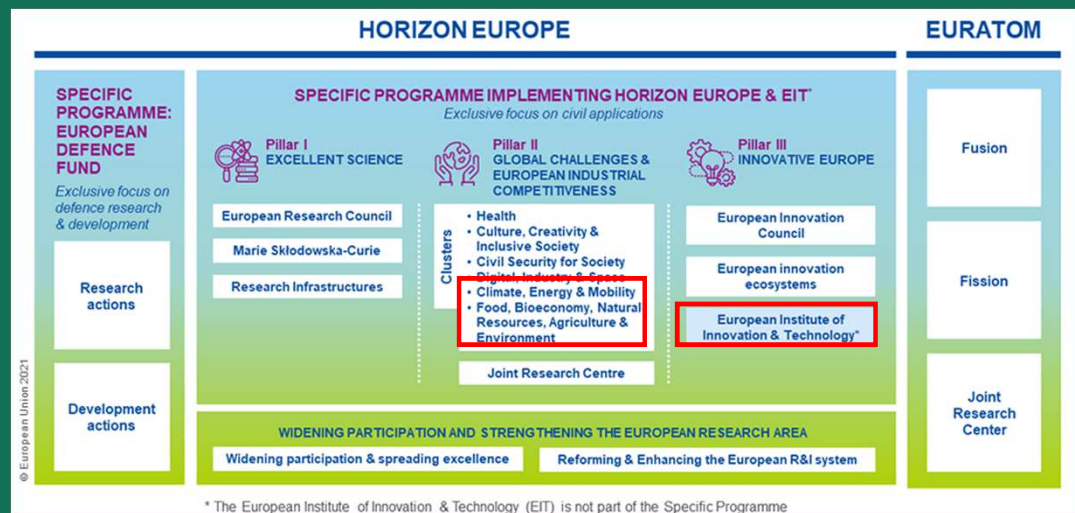 HORIZON EUROPE
EURATOM
SPECIFIC
PROGRAMME:
EUROPEAN
DEFENCE
FUND
Exclusive focus on
defence research
& development
Research
actions
Development
actions
SPECIFIC PROGRAMME IMPLEMENTING HORIZON EUROPE & EIT*
Exclusive focus on civil applications
Pillar I
EXCELLENT SCIENCE
European Research Council
Marie Skłodowska-Curie
Research Infrastructures
Pillar II
GLOBAL CHALLENGES &
EUROPEAN INDUSTRIAL
COMPETITIVENESS
Clusters
• Health
• Culture, Creativity &
Inclusive Society
• Civil Security for Society
• Digital, Industry & Space
• Climate, Energy & Mobility
• Food, Bioeconomy, Natural
Resources, Agriculture &
Environment
Joint Research Centre
Pillar III
INNOVATIVE EUROPE
European Innovation
Council
European innovation
ecosystems
European Institute of
Innovation & Technology*
WIDENING PARTICIPATION AND STRENGTHENING THE EUROPEAN RESEARCH AREA
Widening participation & spreading excellence
Reforming & Enhancing the European R&I system
Fusion
Fission
Joint
Research
Center
© European Union 2021
* The European Institute of Innovation & Technology (EIT) is not part of the Specific Programme